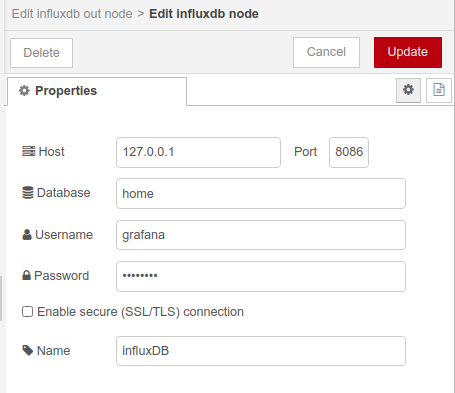 Edit influxdb out node > Edit influxdb node
Delete Cancel Update
Properties
Host 127.0.0.1 Port 8086
Database home
Username grafana
Password ••••••••
Enable secure (SSL/TLS) connection
Name influxDB